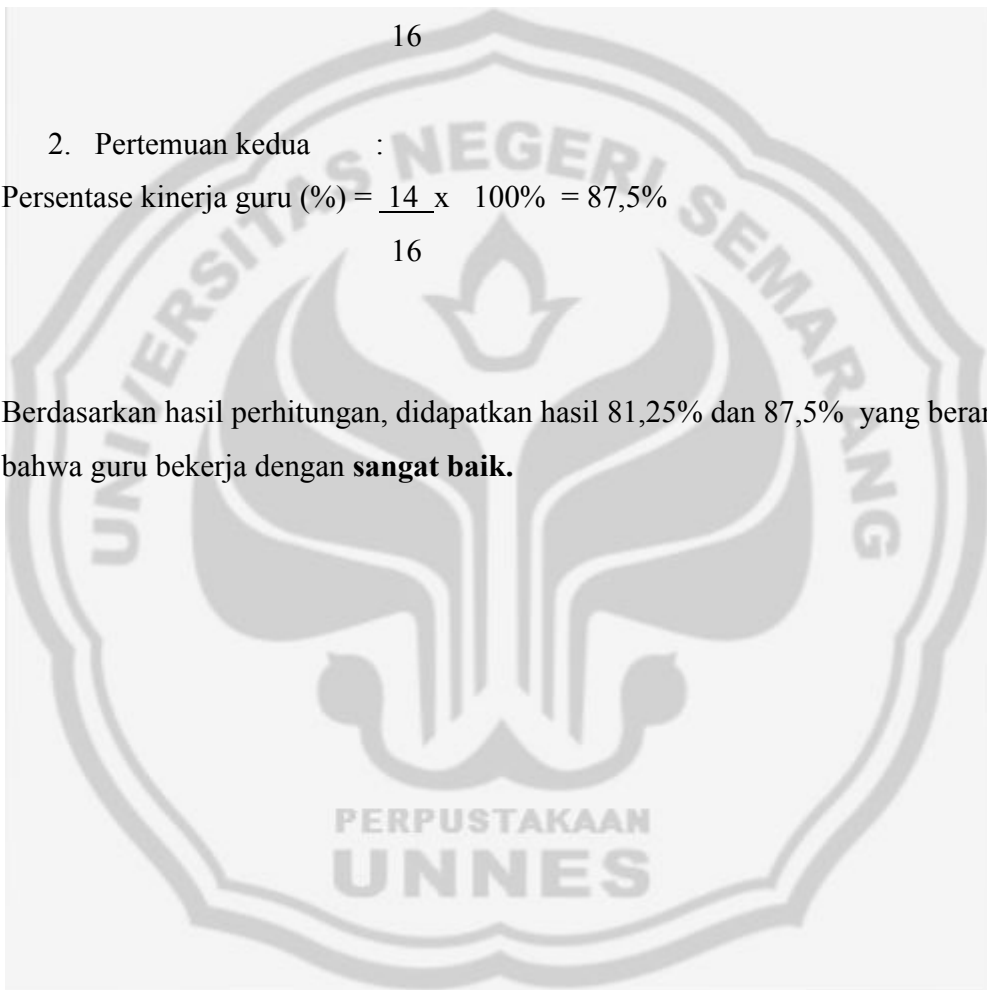 16
2. Pertemuan kedua :
Persentase kinerja guru (%) = 14 x 100% = 87,5%
16
Berdasarkan hasil perhitungan, didapatkan hasil 81,25% dan 87,5% yang
bahwa guru bekerja dengan sangat baik.
UNIVERSITAS NEGERI SEMARANG
PERPUSTAKAAN
UNNES